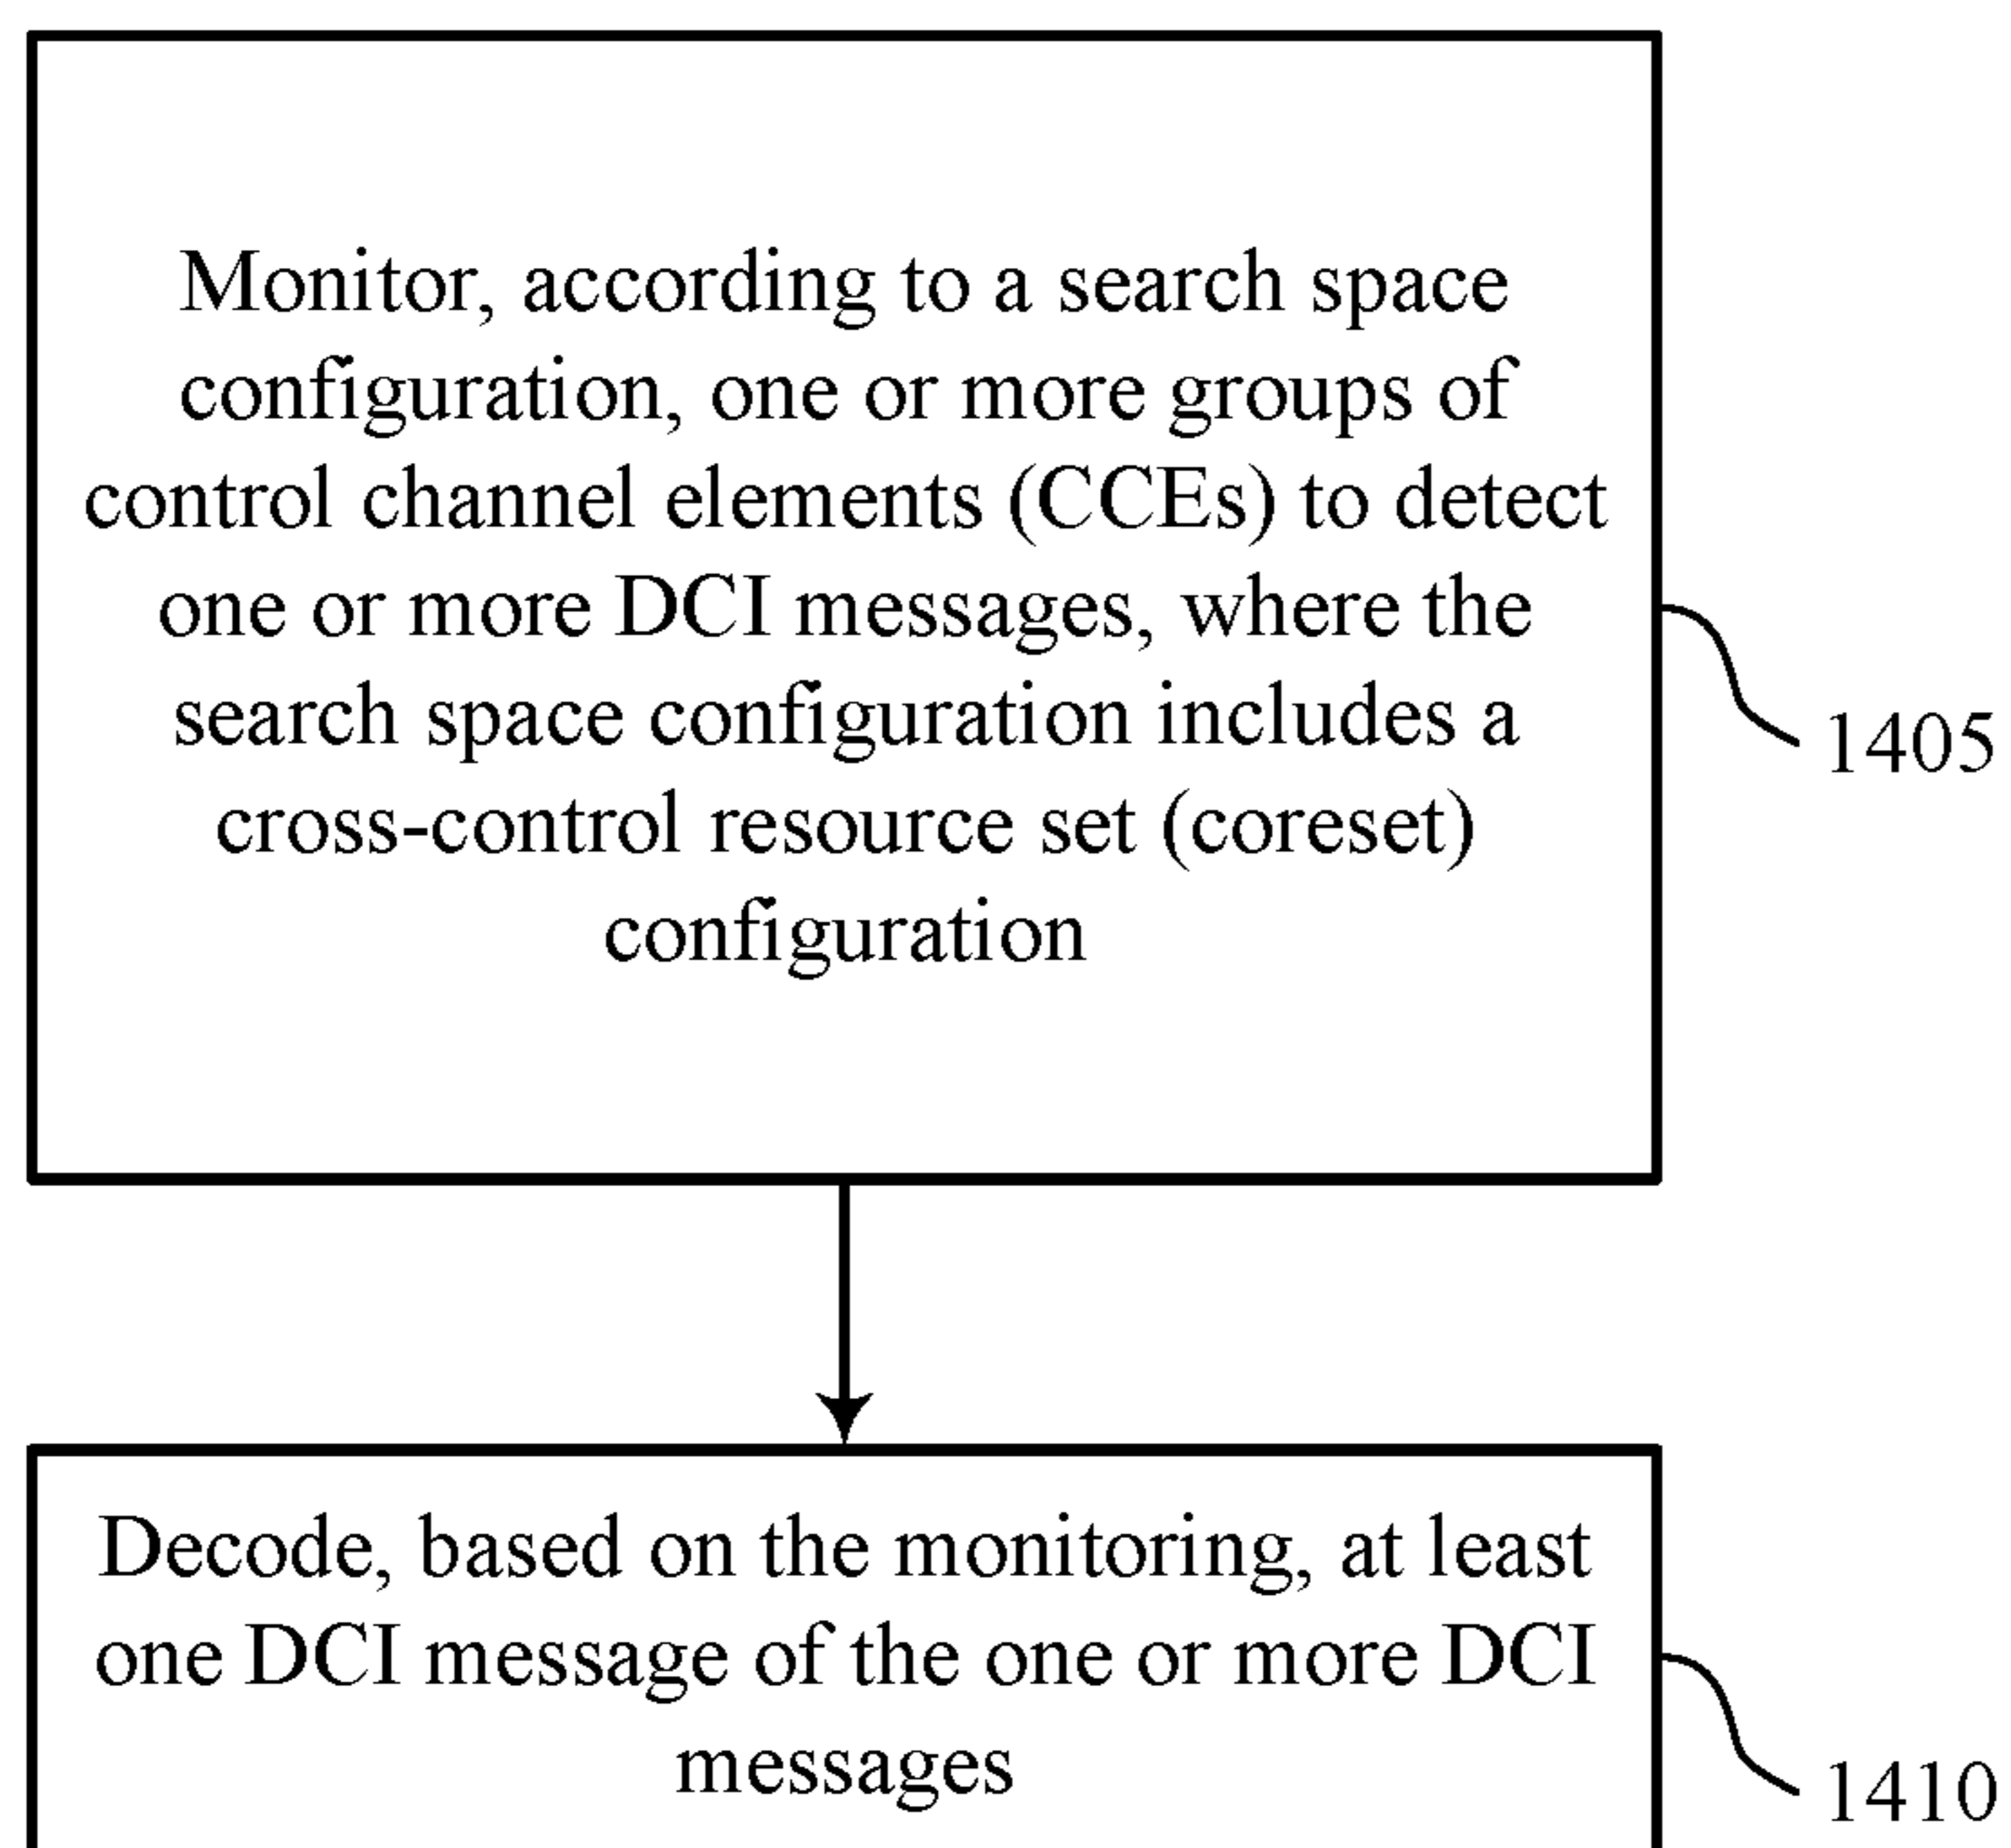 Monitor, according to a search space
configuration, one or more groups of
control channel elements (CCEs) to detect
one or more DCI messages, where the
search space configuration includes a
cross-control resource set (coreset)
configuration
1405
Decode, based on the monitoring, at least
one DCI message of the one or more DCI
messages
1410